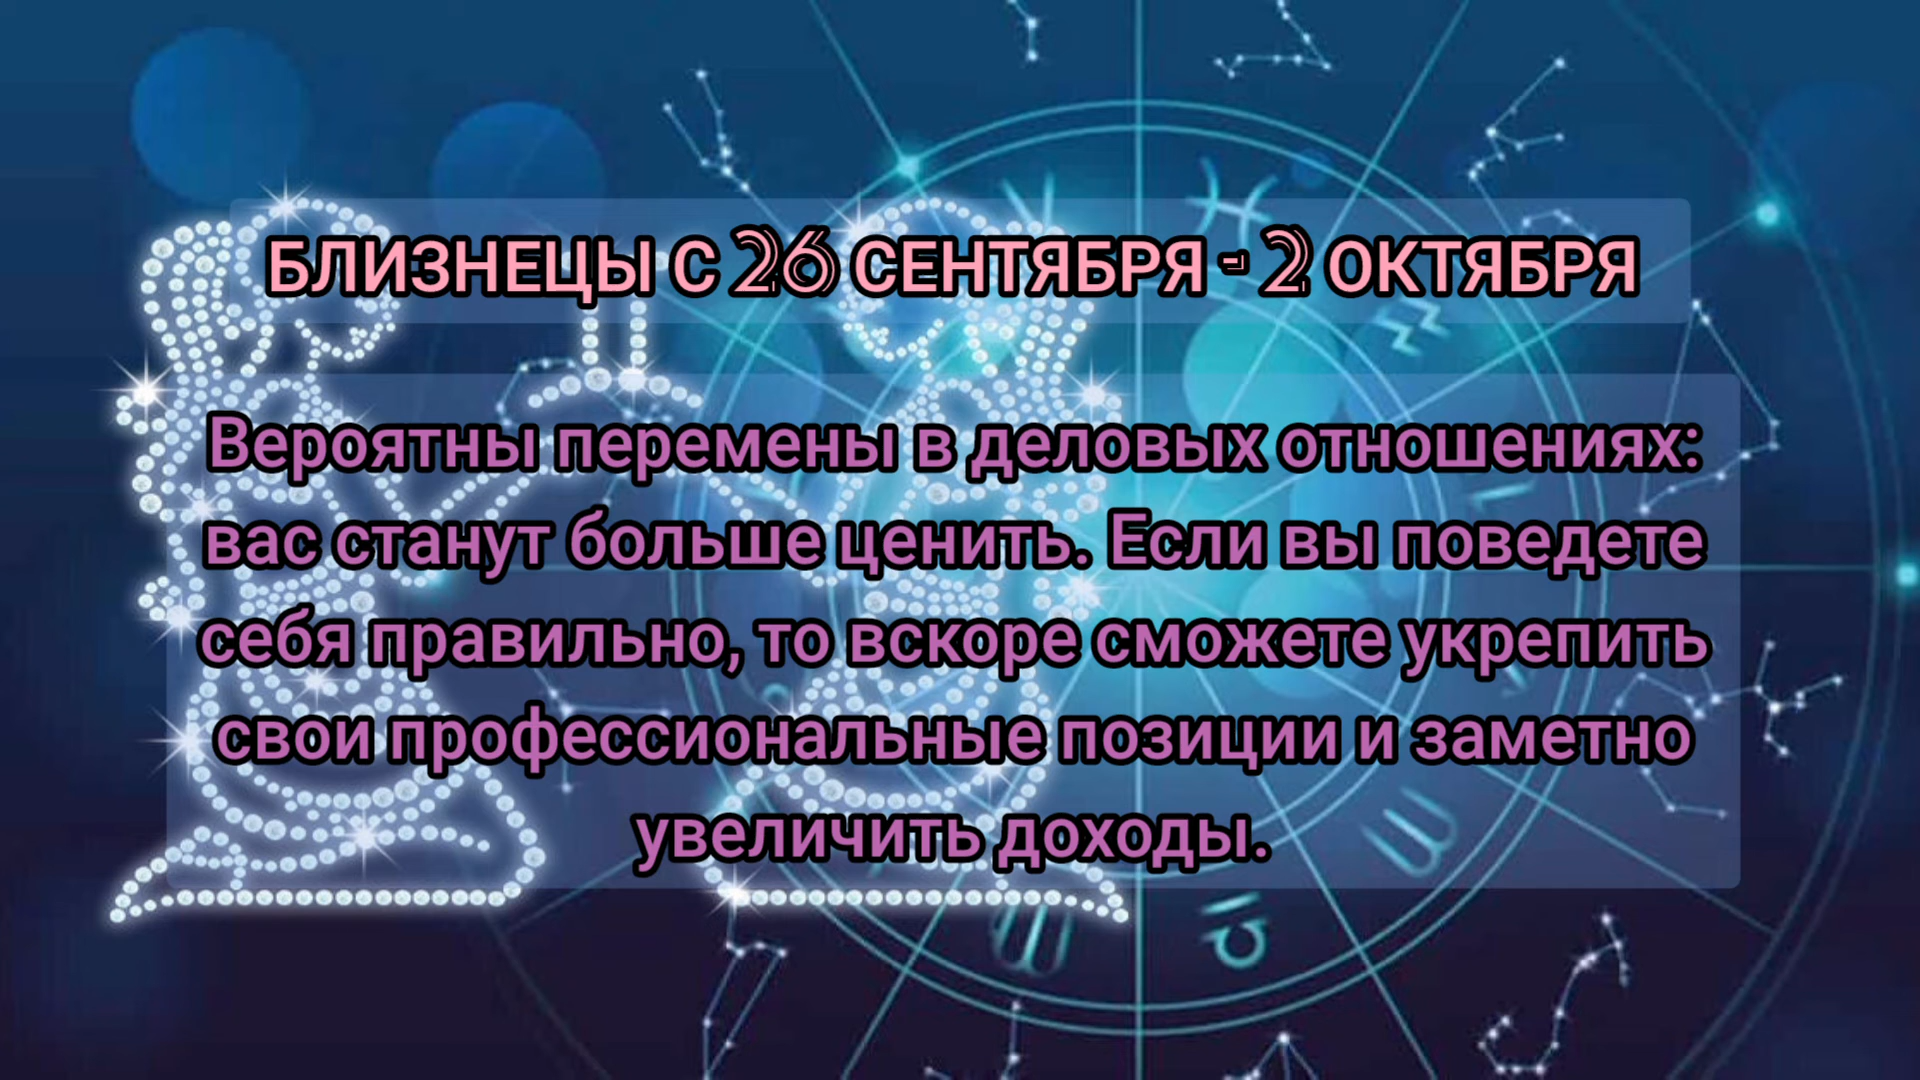 БЛИЗНЕЦЫ С 26 СЕНТЯБРЯ - 2 ОКТЯБРЯ
Вероятны перемены в деловых отношениях:
вас станут больше ценить. Если вы поведете
себя правильно, то вскоре сможете укрепить
свои профессиональные позиции и заметно
увеличить доходы.